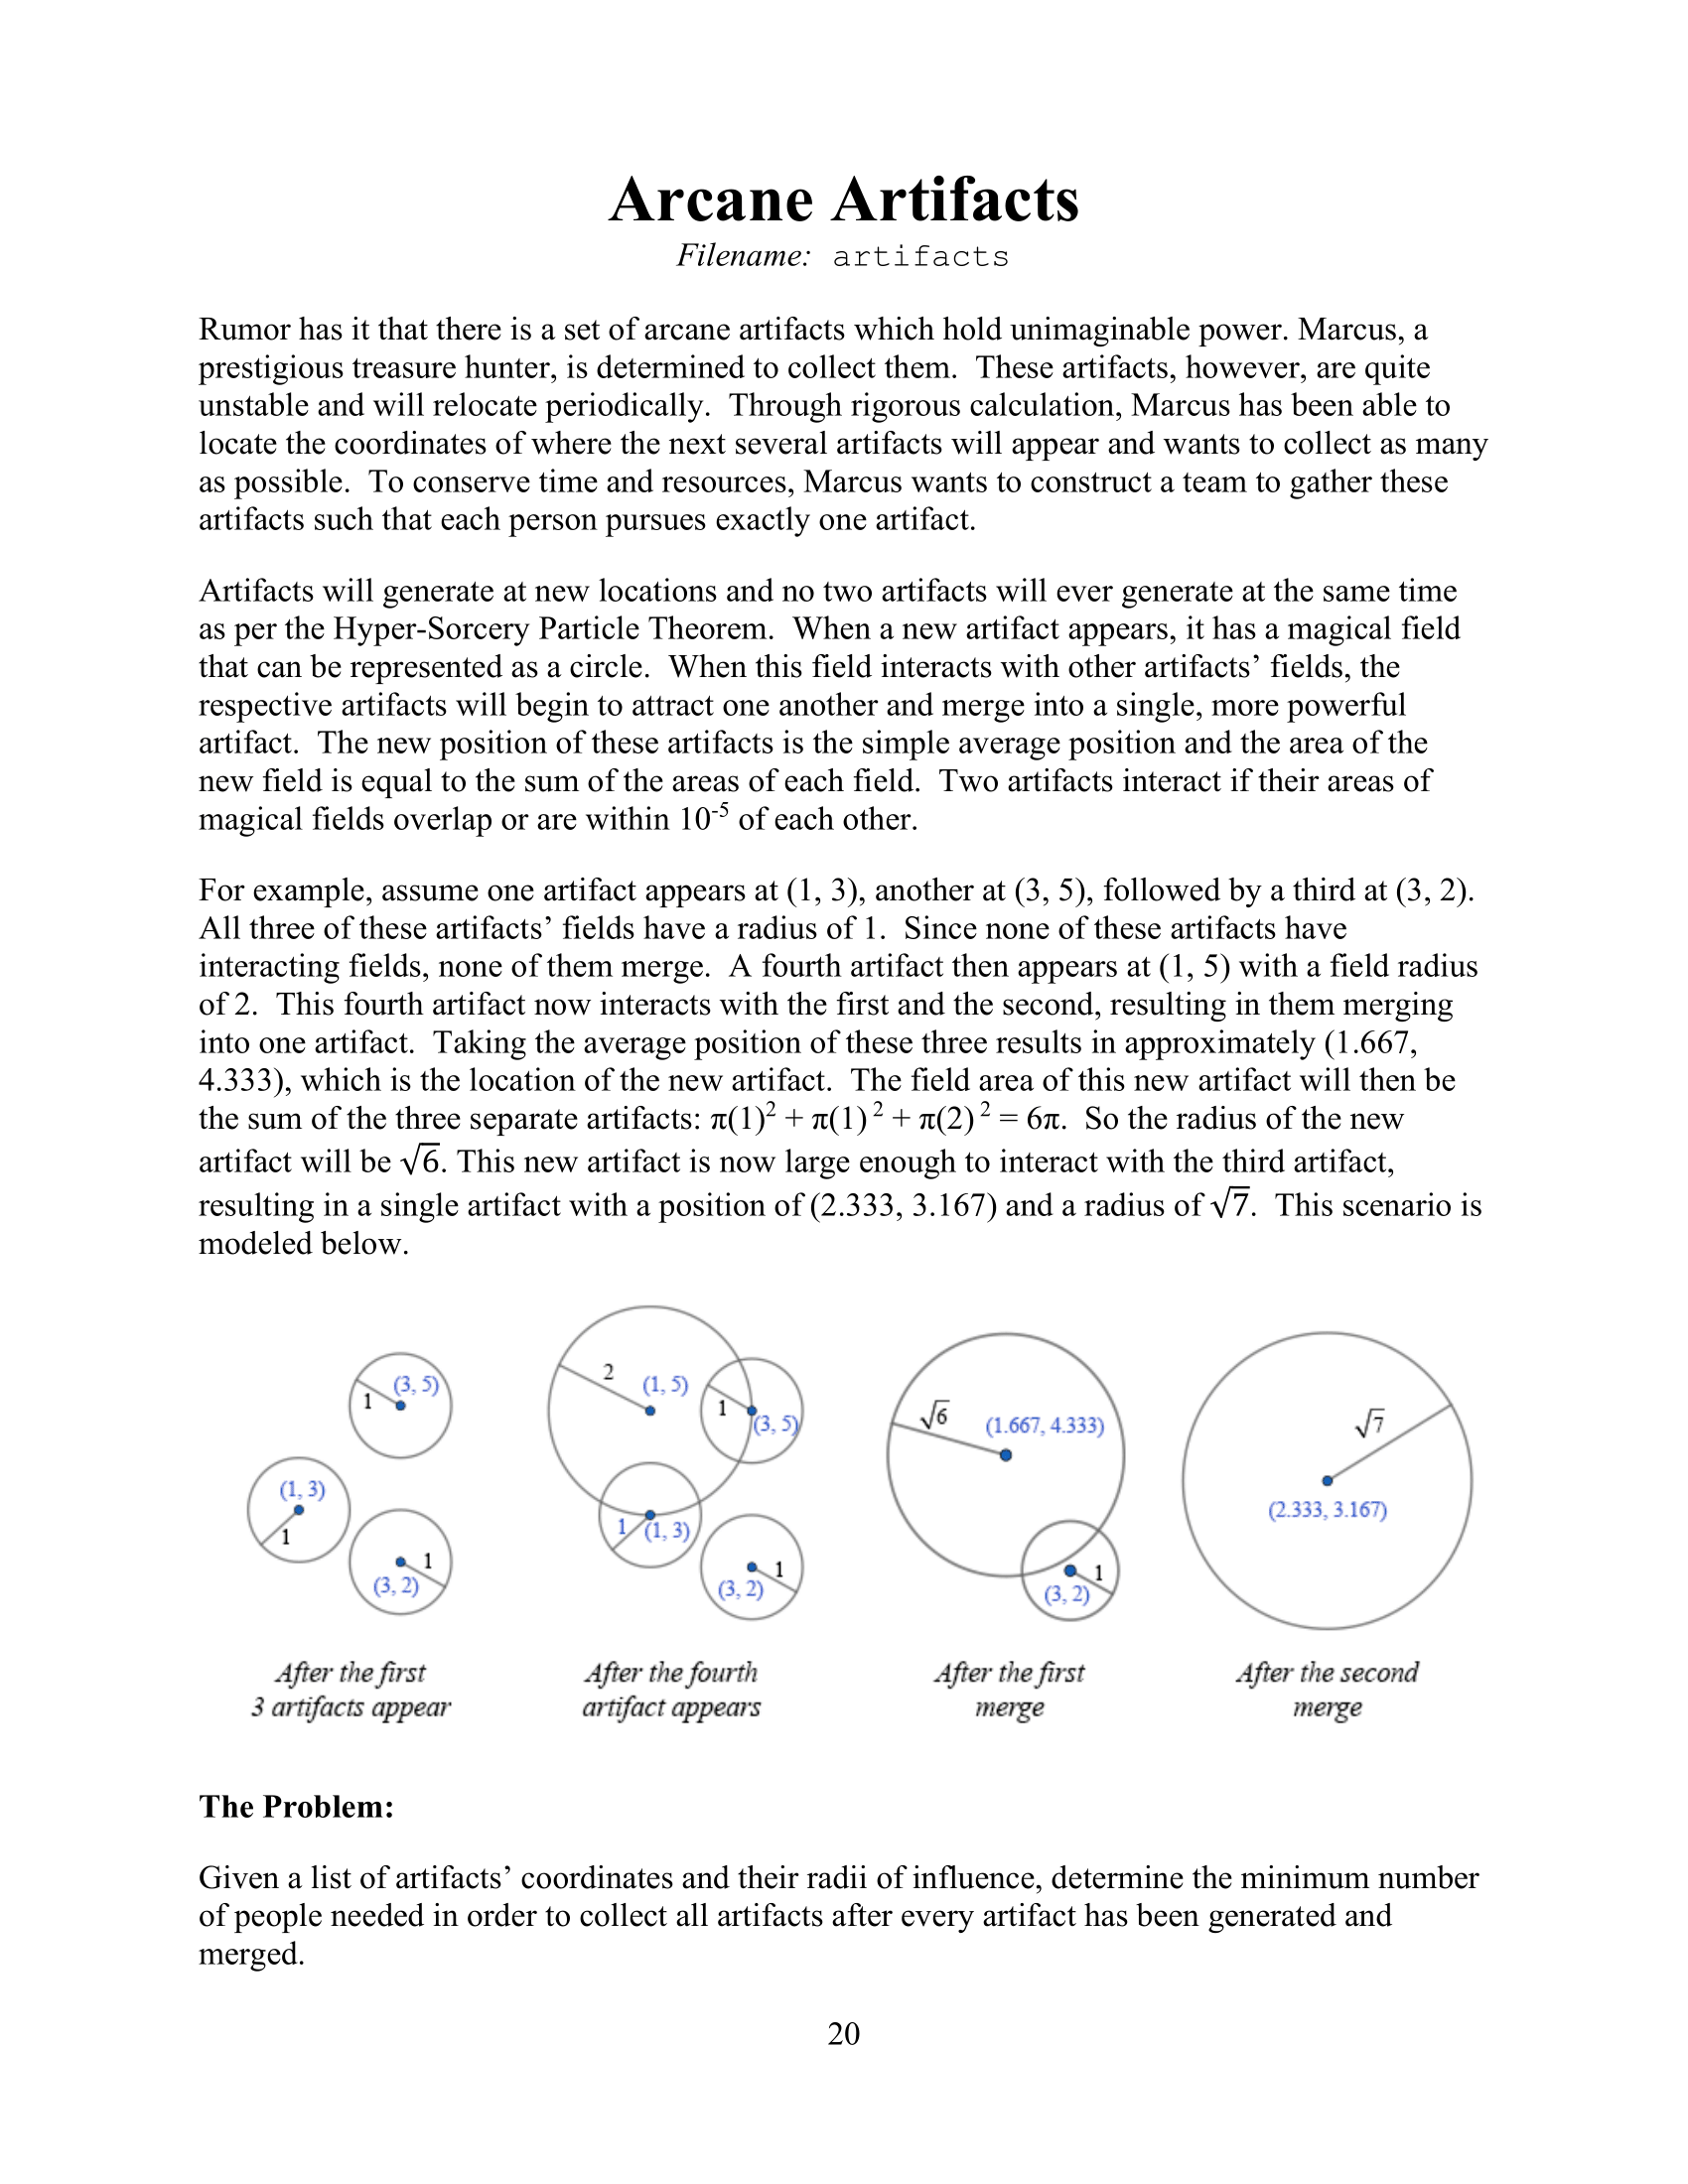 Arcane Artifacts
Filename: artifacts
Rumor has it that there is a set of arcane artifacts which hold unimaginable power. Marcus, a
prestigious treasure hunter, is determined to collect them. These artifacts, however, are quite
unstable and will relocate periodically. Through rigorous calculation, Marcus has been able to
locate the coordinates of where the next several artifacts will appear and wants to collect as many
as possible. To conserve time and resources, Marcus wants to construct a team to gather these
artifacts such that each person pursues exactly one artifact.
Artifacts will generate at new locations and no two artifacts will ever generate at the same time
as per the Hyper-Sorcery Particle Theorem. When a new artifact appears, it has a magical field
that can be represented as a circle. When this field interacts with other artifacts’ fields, the
respective artifacts will begin to attract one another and merge into a single, more powerful
artifact. The new position of these artifacts is the simple average position and the area of the
new field is equal to the sum of the areas of each field. Two artifacts interact if their areas of
magical fields overlap or are within 10⁻⁵ of each other.
For example, assume one artifact appears at (1, 3), another at (3, 5), followed by a third at (3, 2).
All three of these artifacts’ fields have a radius of 1. Since none of these artifacts have
interacting fields, none of them merge. A fourth artifact then appears at (1, 5) with a field radius
of 2. This fourth artifact now interacts with the first and the second, resulting in them merging
into one artifact. Taking the average position of these three results in approximately (1.667,
4.333), which is the location of the new artifact. The field area of this new artifact will then be
the sum of the three separate artifacts: π(1)² + π(1)² + π(2)² = 6π. So the radius of the new
artifact will be √6. This new artifact is now large enough to interact with the third artifact,
resulting in a single artifact with a position of (2.333, 3.167) and a radius of √7. This scenario is
modeled below.
(3, 5)
1
(1, 3)
1
1
(3, 2)
After the first
3 artifacts appear
2
(1, 5)
1
(3, 5)
1
(1, 3)
1
(3, 2)
After the fourth
artifact appears
√6
(1.667, 4.333)
1
(3, 2)
After the first
merge
√7
(2.333, 3.167)
After the second
merge
The Problem:
Given a list of artifacts’ coordinates and their radii of influence, determine the minimum number
of people needed in order to collect all artifacts after every artifact has been generated and
merged.
20